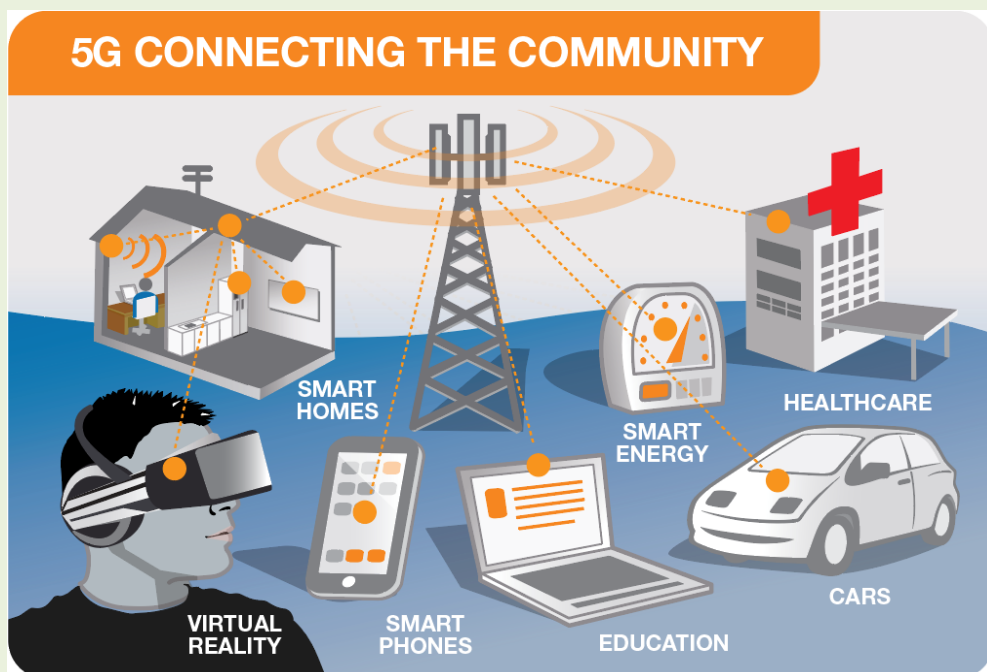 5G CONNECTING THE COMMUNITY
SMART
HOMES
HEALTHCARE
SMART
ENERGY
CARS
VIRTUAL
REALITY
SMART
PHONES
EDUCATION